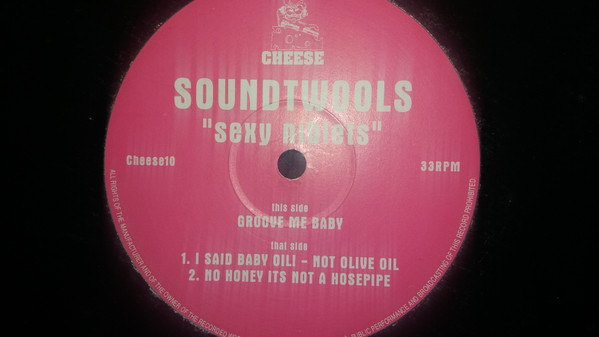 CHEESE
SOUNDTWOOLS
"sexy niblets"
Cheese10
33RPM
this side
GROOVE ME BABY
that side
1. I SAID BABY OIL! - NOT OLIVE OIL
2. NO HONEY ITS NOT A HOSEPIPE
ALL RIGHTS OF THE MANUFACTURER AND OF THE OWNER OF THE RECORDED
PUBLIC PERFORMANCE AND BROADCASTING OF THIS RECORD PROHIBITED.